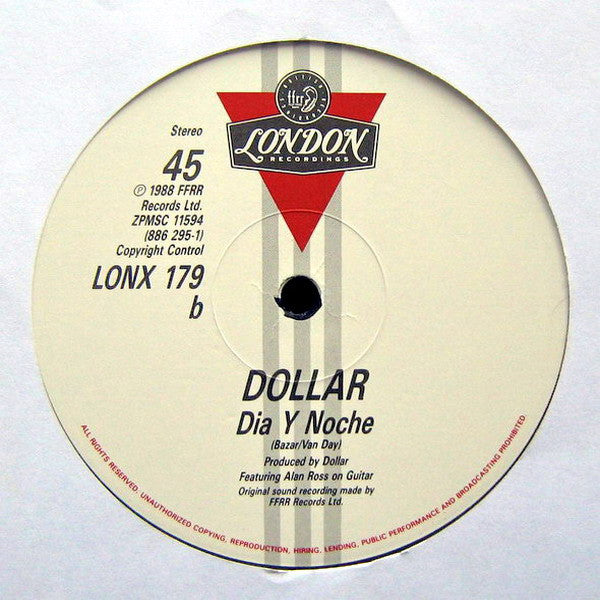 ffrr
LONDON
RECORDINGS
Stereo
45
℗ 1988 FFRR
Records Ltd.
ZPMSC 11594
(886 295-1)
Copyright Control
LONX 179
b
DOLLAR
Dia Y Noche
(Bazar/Van Day)
Produced by Dollar
Featuring Alan Ross on Guitar
Original sound recording made by
FFRR Records Ltd.
ALL RIGHTS RESERVED. UNAUTHORIZED COPYING, REPRODUCTION, HIRING, LENDING, PUBLIC PERFORMANCE AND BROADCASTING PROHIBITED.